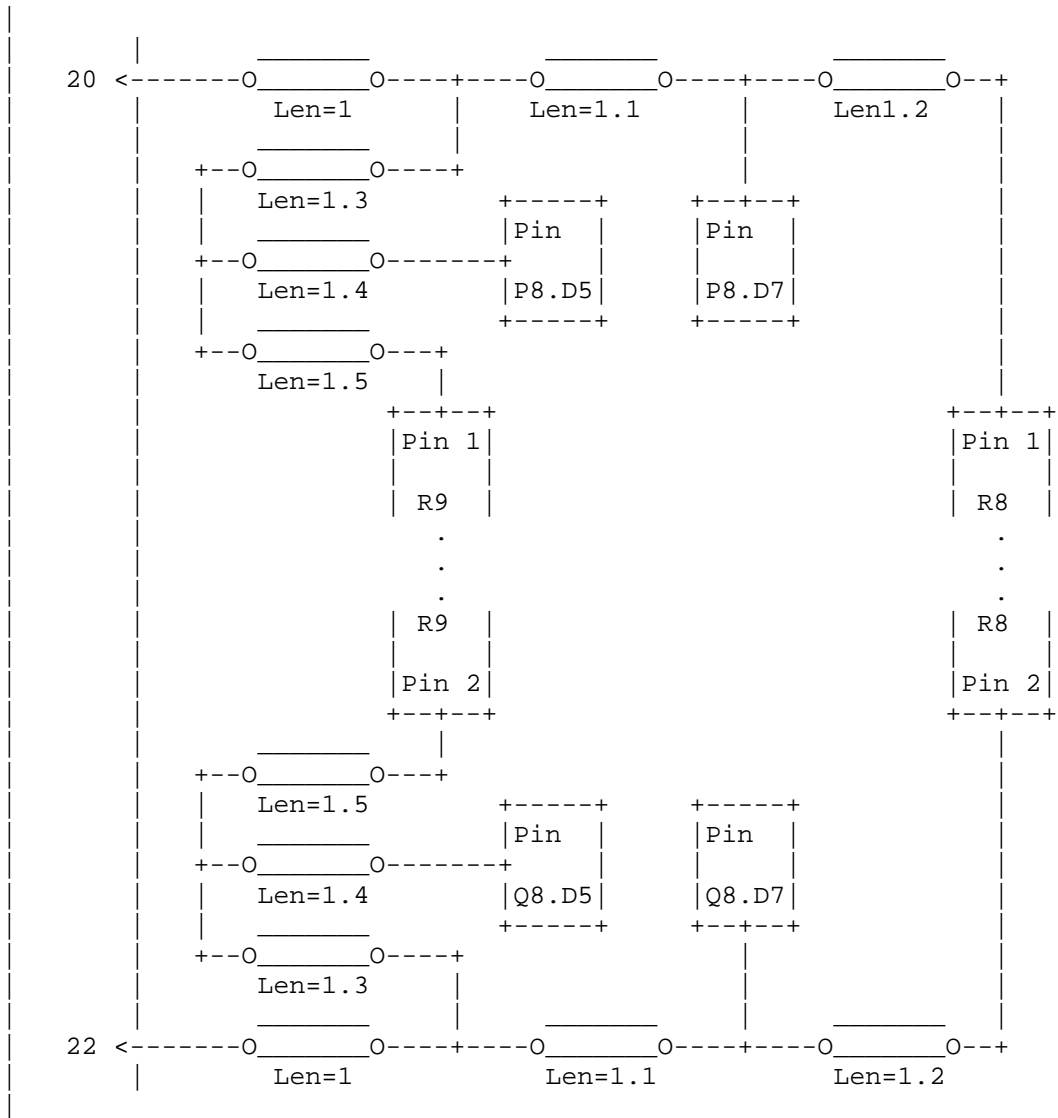 20 <
Len=1 Len=1.1 Len1.2
Len=1.3
Pin Pin
Len=1.4 P8.D5 P8.D7
Len=1.5
Pin 1 Pin 1
R9 R8
R9 R8
Pin 2 Pin 2
Len=1.5
Pin Pin
Len=1.4 Q8.D5 Q8.D7
Len=1.3
22 <
Len=1 Len=1.1 Len=1.2